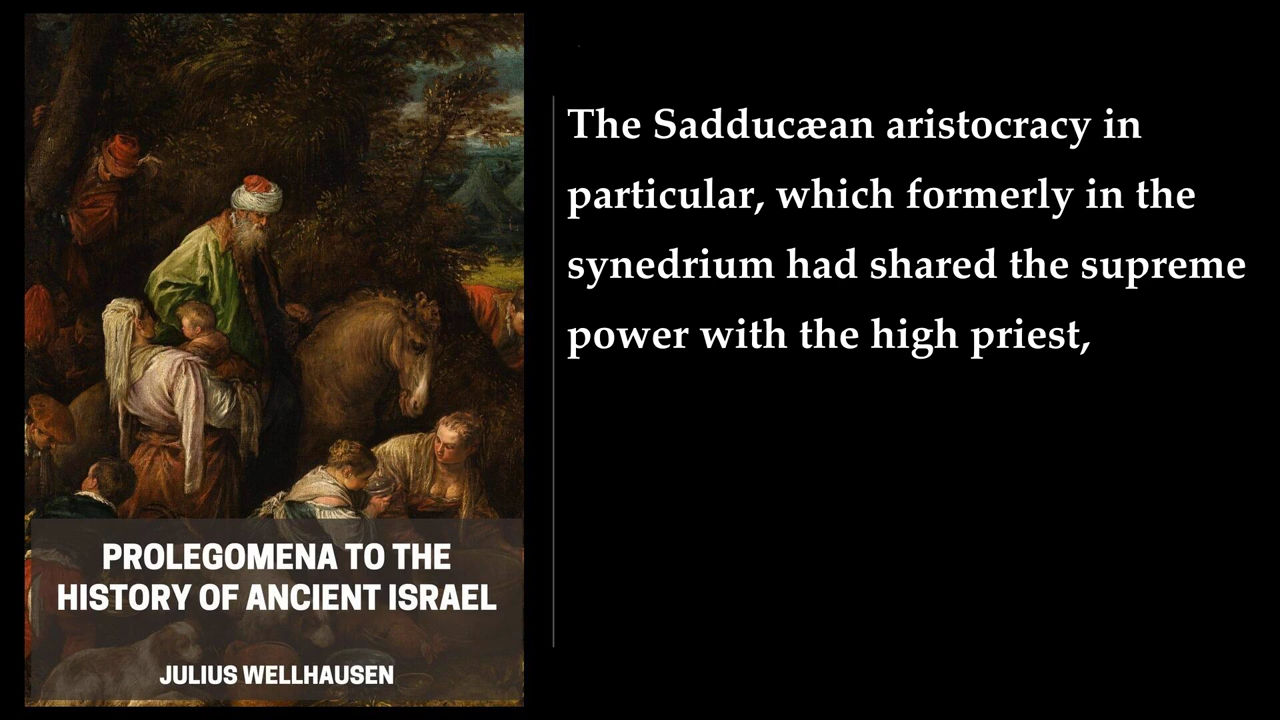 The Sadducæan aristocracy in
particular, which formerly in the
synedrium had shared the supreme
power with the high priest,
PROLEGOMENA TO THE
HISTORY OF ANCIENT ISRAEL
JULIUS WELLHAUSEN